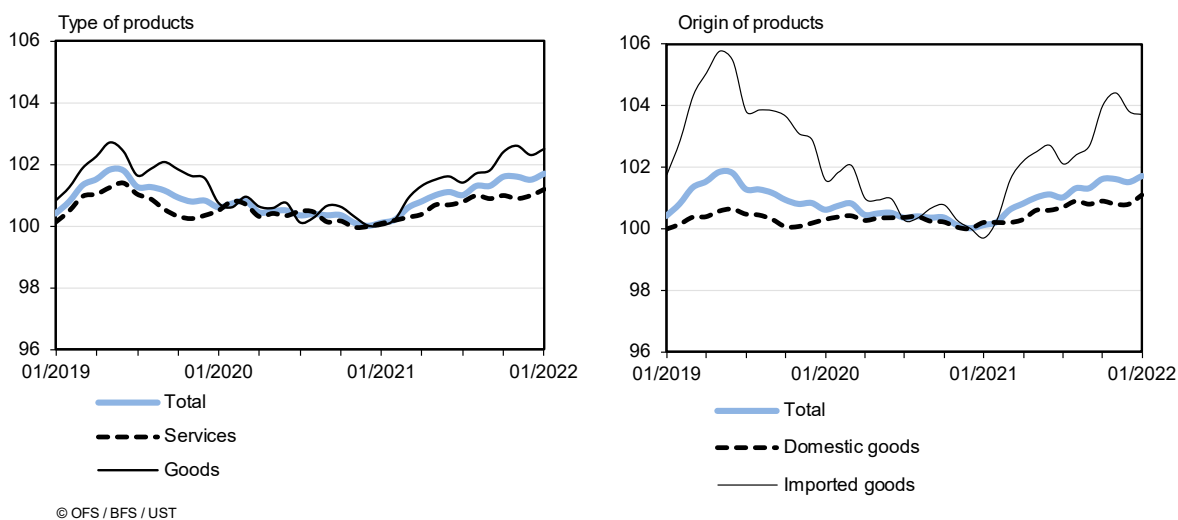 Type of products
106
104
102
100
98
96
01/2019
01/2020
01/2021
01/2022
Total
Services
Goods
© OFS / BFS / UST
Origin of products
106
104
102
100
98
96
01/2019
01/2020
01/2021
01/2022
Total
Domestic goods
Imported goods